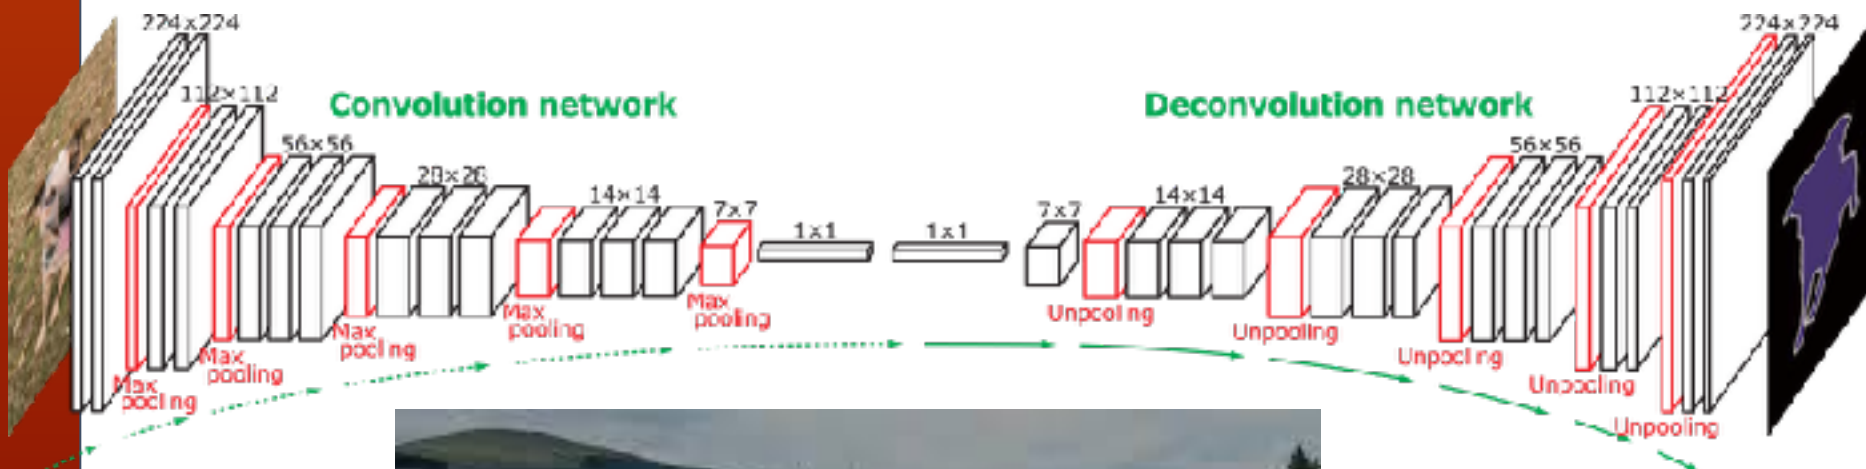 224×224
224×224
112×112
Convolution network
Deconvolution network
112×112
56×56
56×56
28×28
28×28
14×14
14×14
7×7
7×7
1×1
1×1
Max
pooling
Max
pooling
Max
pooling
Max
pooling
Max
pooling
Unpooling
Unpooling
Unpooling
Unpooling
Unpooling